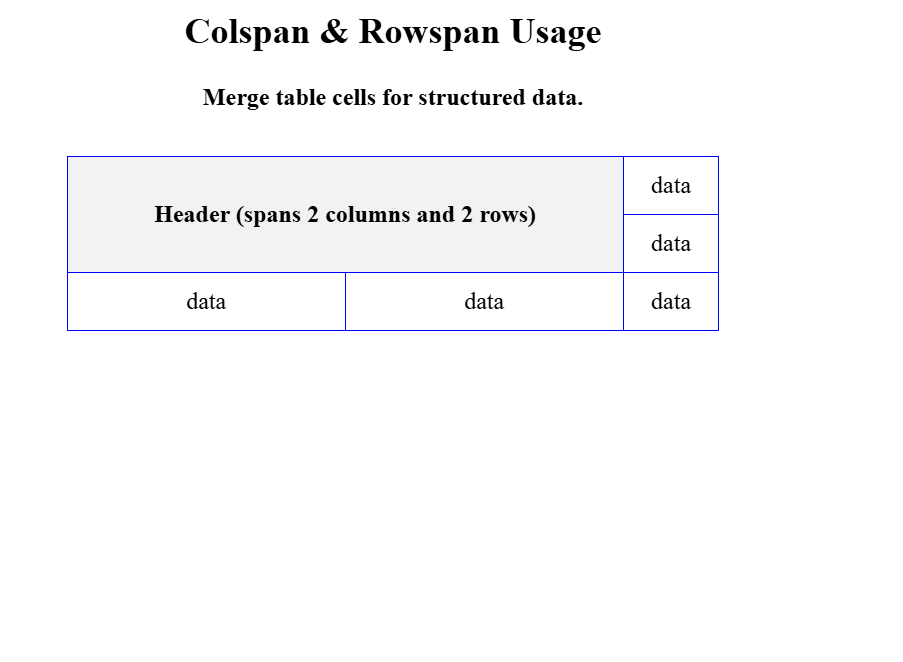 Colspan & Rowspan Usage
Merge table cells for structured data.
Header (spans 2 columns and 2 rows)
data
data
data
data
data